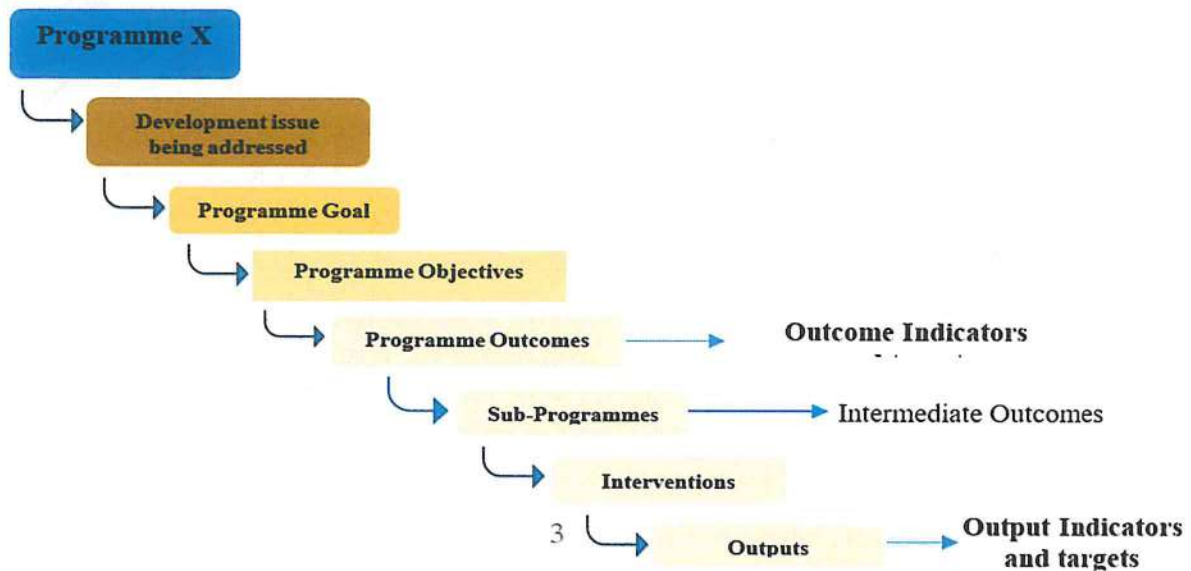 Programme X
Development issue
being addressed
Programme Goal
Programme Objectives
Programme Outcomes
Outcome Indicators
Sub-Programmes
Intermediate Outcomes
Interventions
3
Outputs
Output Indicators
and targets